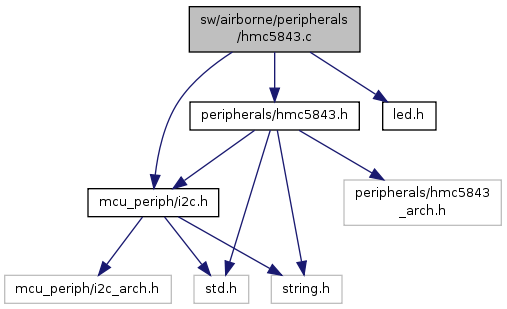 sw/airborne/peripherals
/hmc5843.c
peripherals/hmc5843.h
led.h
mcu_periph/i2c.h
peripherals/hmc5843
_arch.h
mcu_periph/i2c_arch.h
std.h
string.h